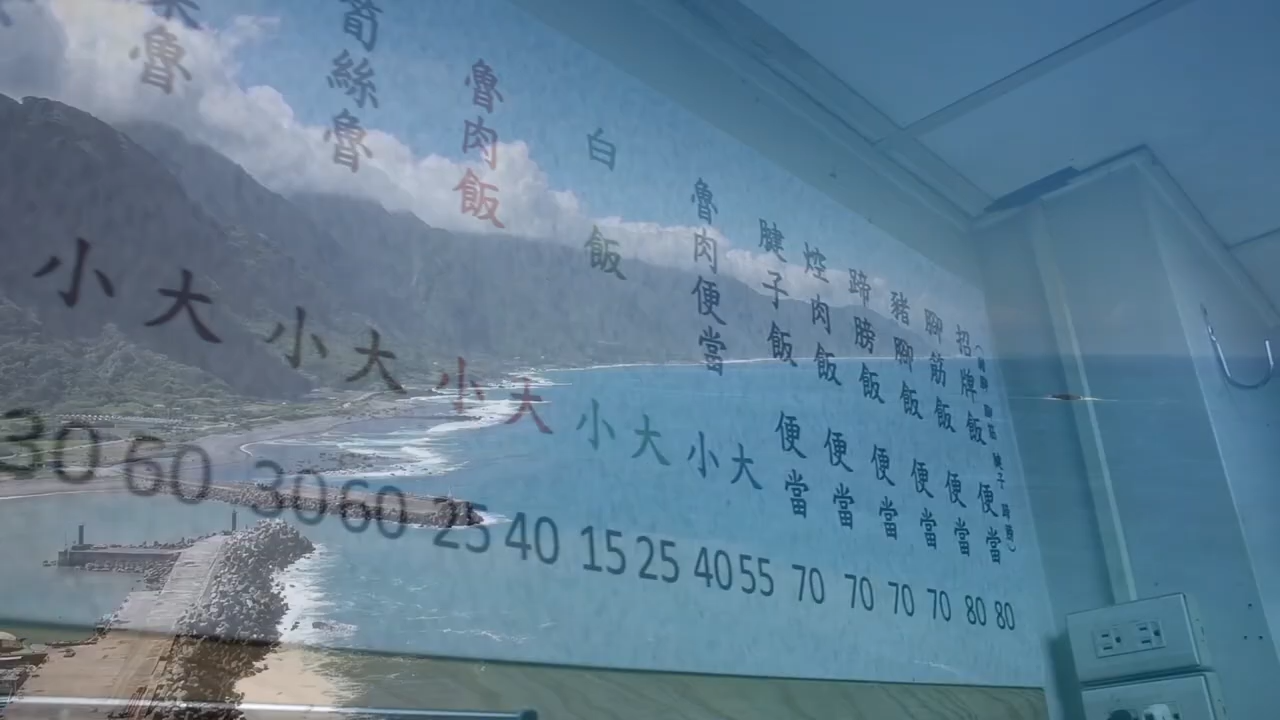 招牌飯便當 80
腳筋飯便當 80
豬腳飯便當 70
蹄膀飯便當 70
焢肉飯便當 70
腱子飯便當 70
魯肉便當 大 55 小 40
白飯 大 25 小 15
魯肉飯 大 40 小 25
筍絲魯 大 60 小 30
魯 大 60 小 30